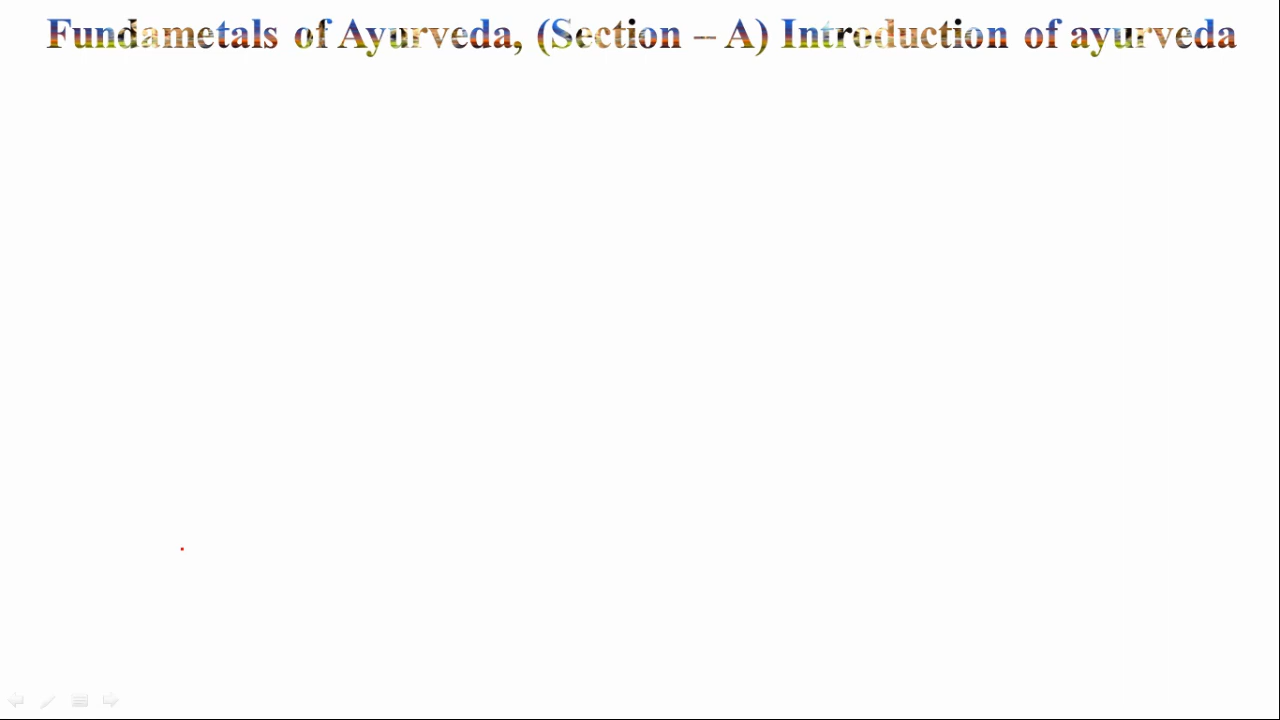 Fundametals of Ayurveda, (Section -- A) Introduction of ayurveda